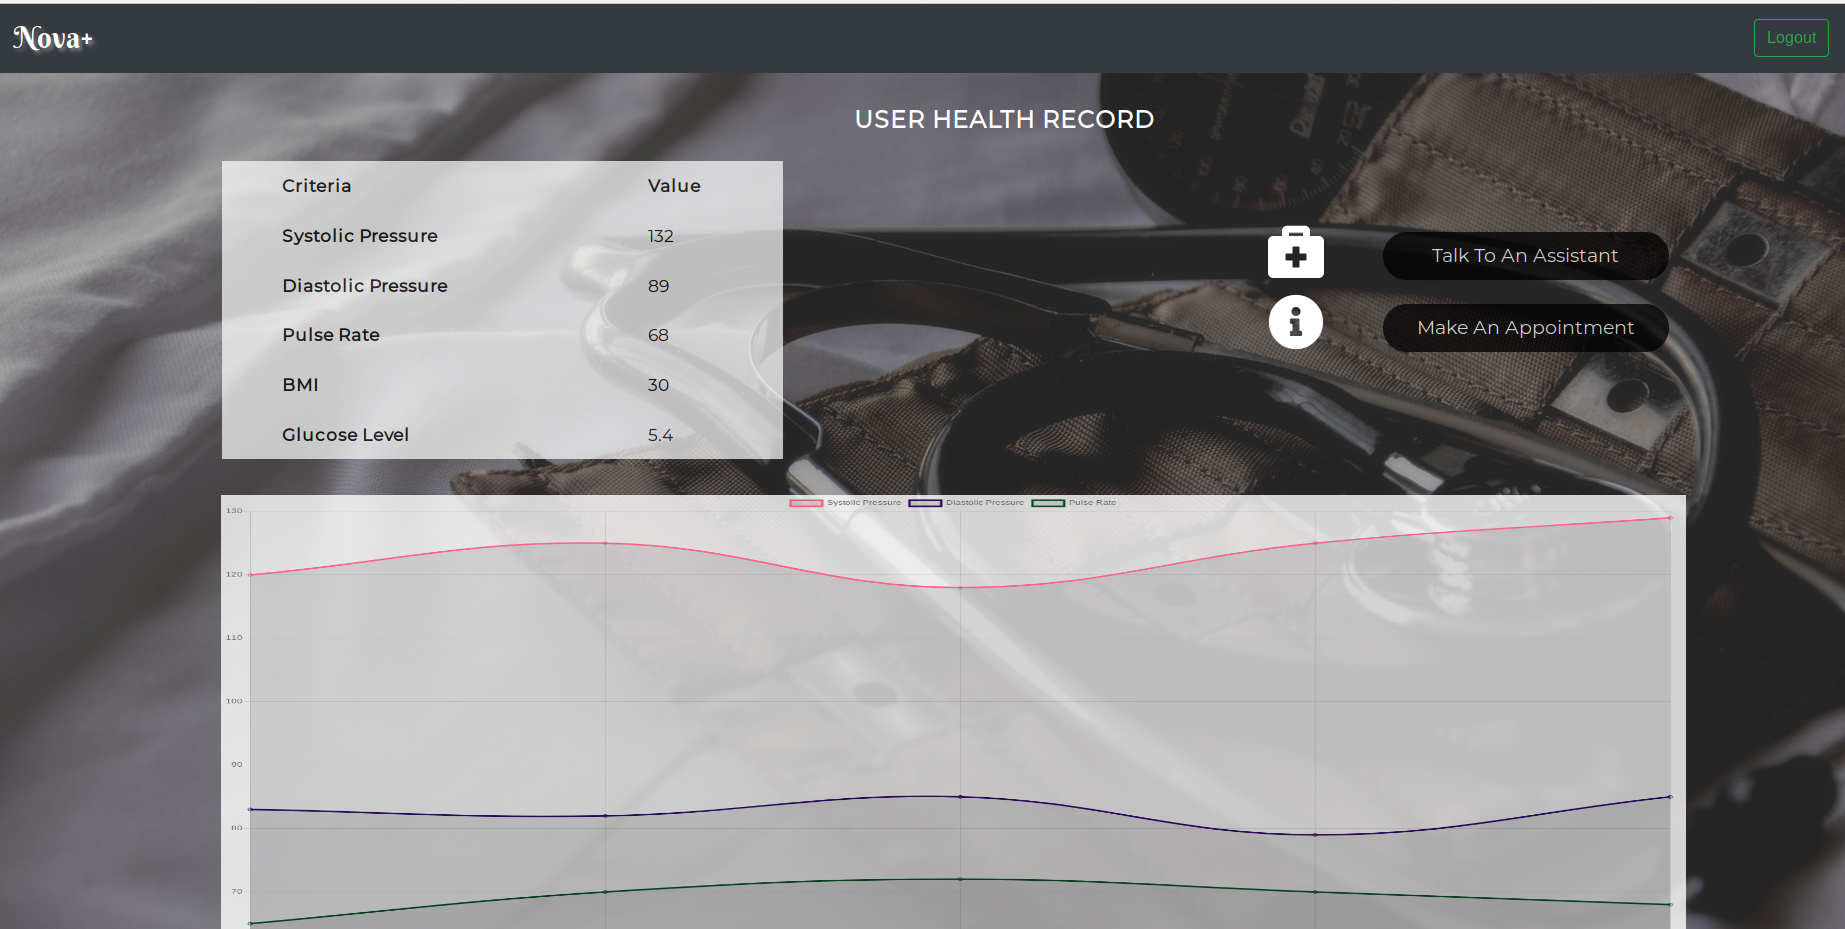 Nova+
Logout
USER HEALTH RECORD
Criteria Value
Systolic Pressure 132
Diastolic Pressure 89
Pulse Rate 68
BMI 30
Glucose Level 5.4
Talk To An Assistant
Make An Appointment
Systolic Pressure Diastolic Pressure Pulse Rate
130
120
110
100
90
80
70